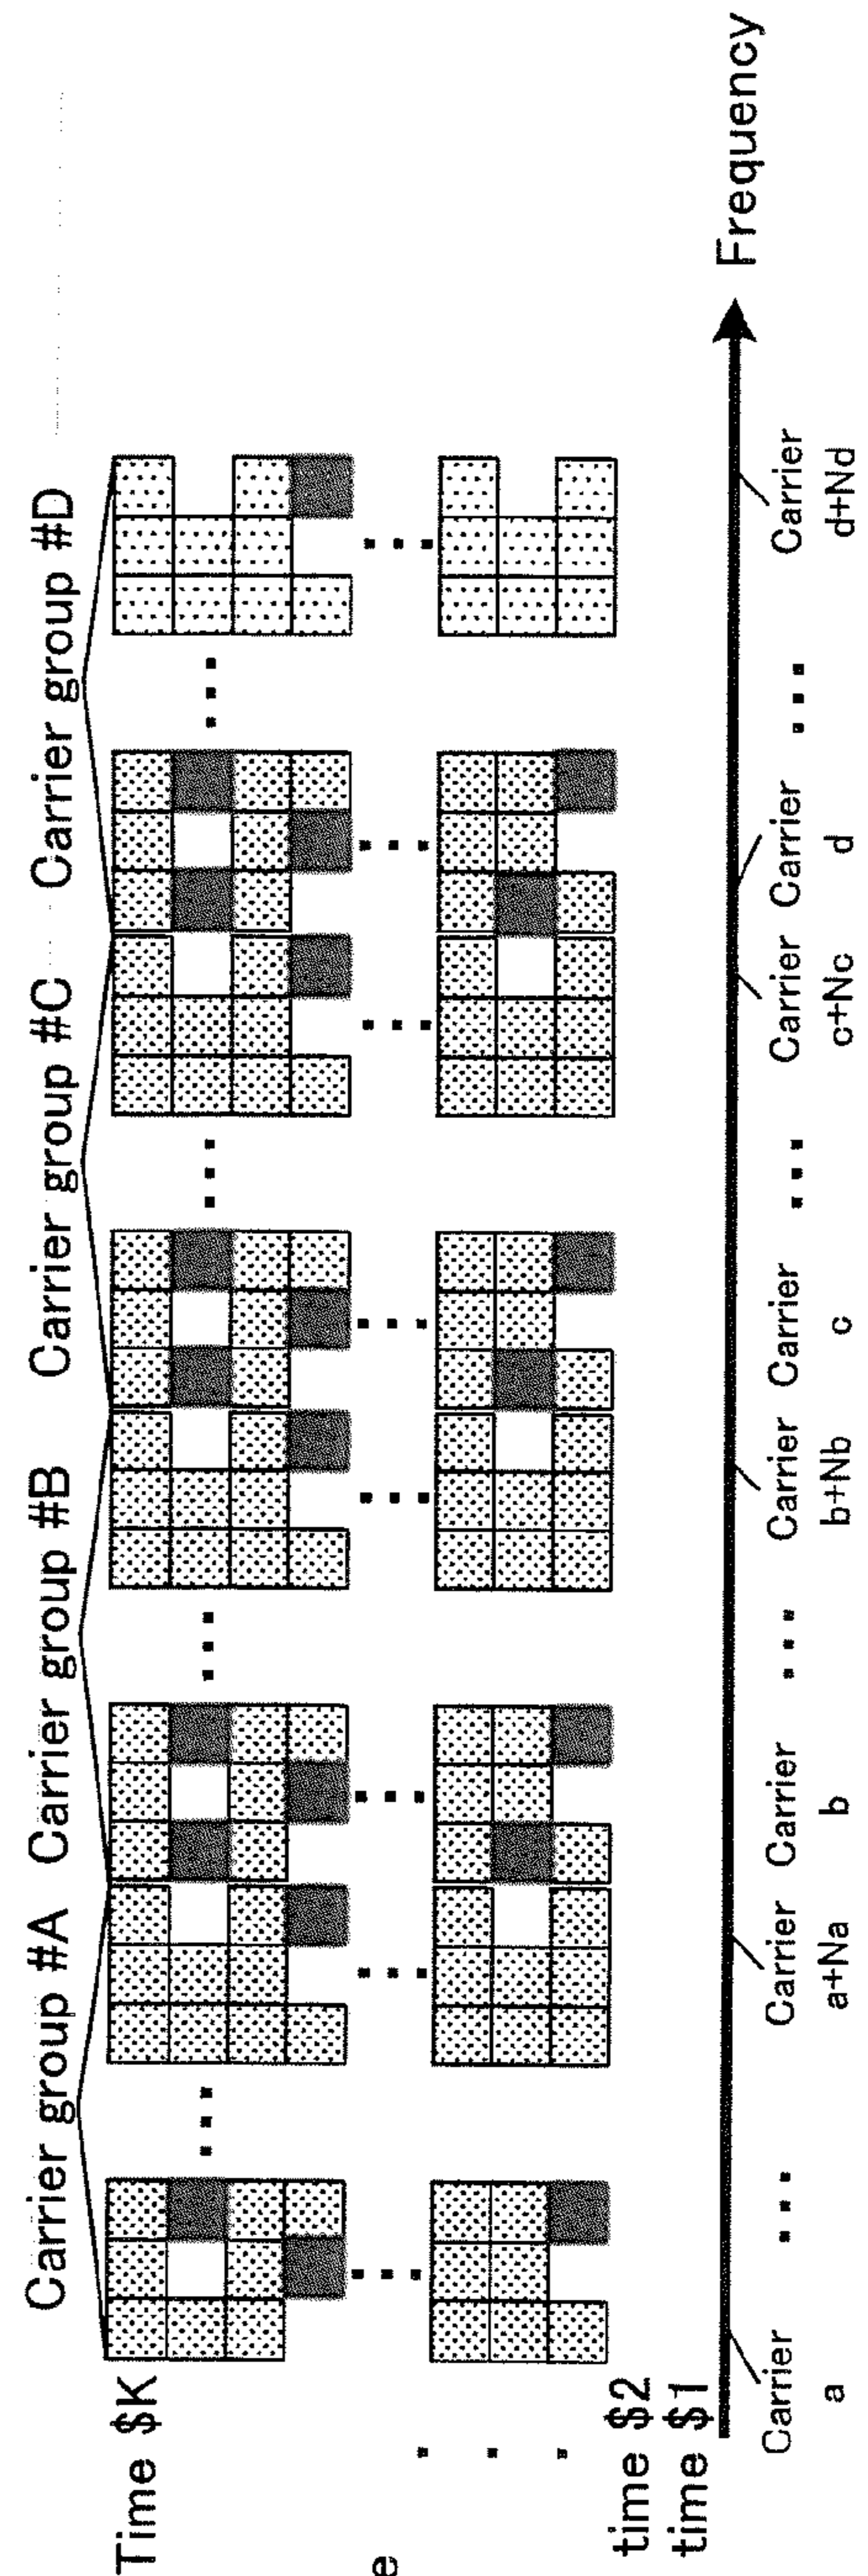 Carrier group #A
Carrier group #B
Carrier group #C
Carrier group #D
Time $K
e
time $2
time $1
Frequency
Carrier
a
Carrier
a+Na
Carrier
b
Carrier
b+Nb
Carrier
c
Carrier
c+Nc
Carrier
d
Carrier
d+Nd